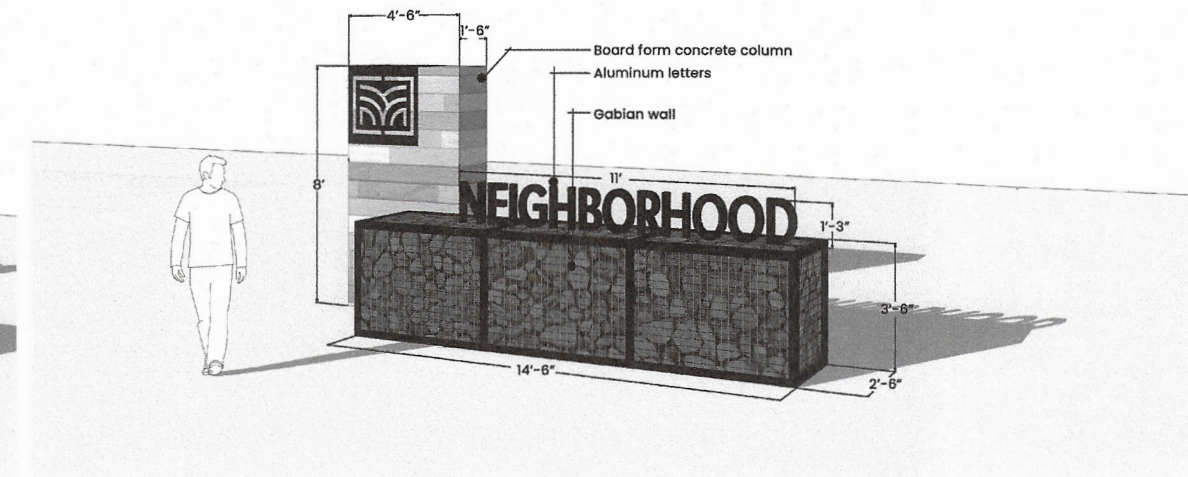 4'-6"
1'-6"
Board form concrete column
Aluminum letters
Gabian wall
8'
11'
NEIGHBORHOOD
1'-3"
3'-6"
14'-6"
2'-6"